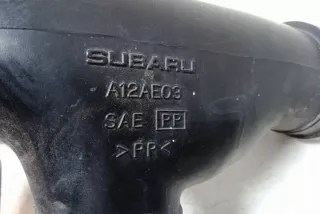 SUBARU
A12AE03
SAE PP
>PP<